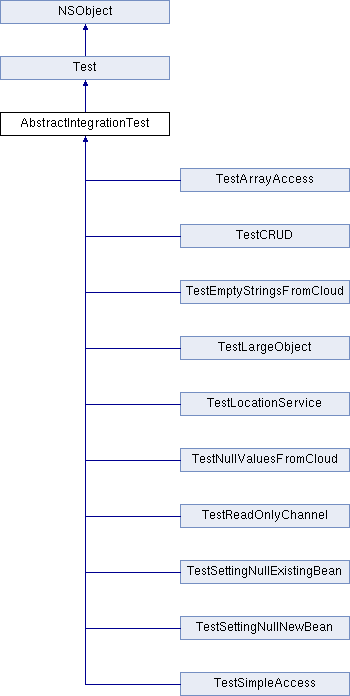 NSObject
Test
AbstractIntegrationTest
TestArrayAccess
TestCRUD
TestEmptyStringsFromCloud
TestLargeObject
TestLocationService
TestNullValuesFromCloud
TestReadOnlyChannel
TestSettingNullExistingBean
TestSettingNullNewBean
TestSimpleAccess